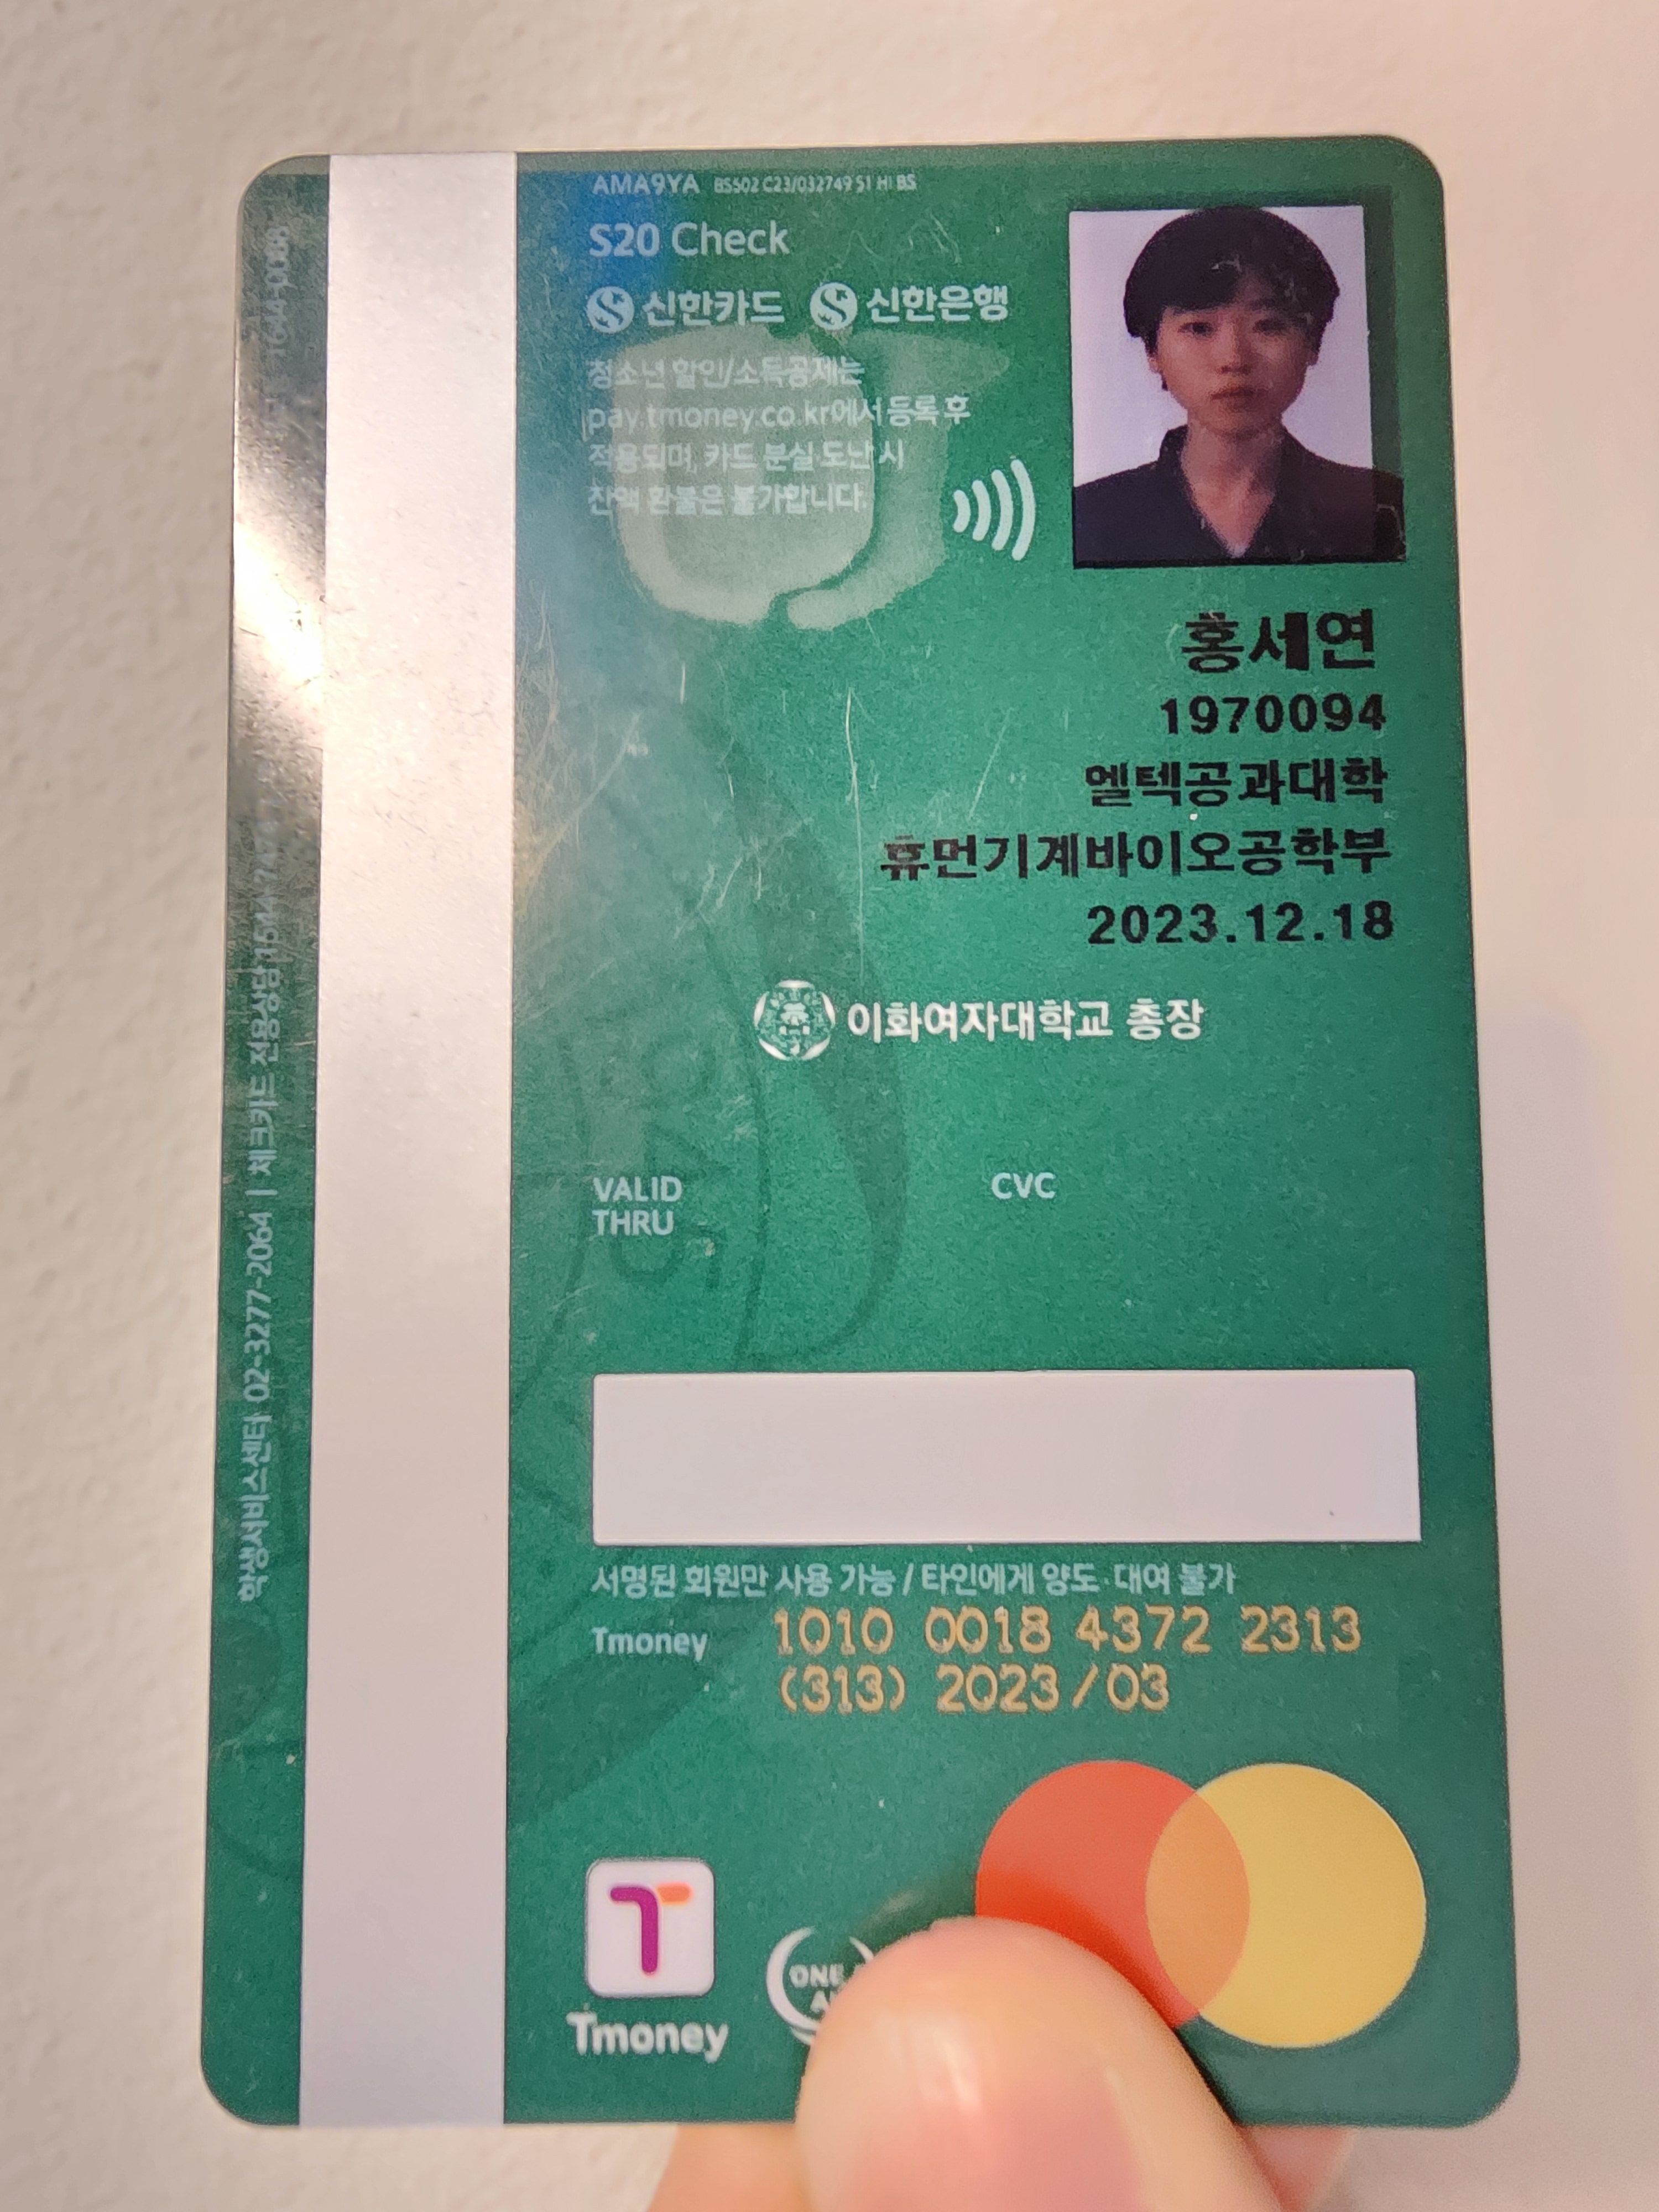 AMA9YA BS502 C23/032749 S1 HI BS
S20 Check
신한카드 신한은행
청소년 할인/소득공제는
pay.tmoney.co.kr에서 등록 후
적용되며, 카드 분실 도난 시
잔액 환불은 불가합니다.
홍세연
1970094
엘텍공과대학
휴먼기계바이오공학부
2023.12.18
이화여자대학교 총장
VALID
THRU
CVC
서명된 회원만 사용 가능 / 타인에게 양도·대여 불가
Tmoney 1010 0018 4372 2313
(313) 2023/03
Tmoney
ONE
학생서비스센터 02-3277-2064 | 체크카드 전용상담